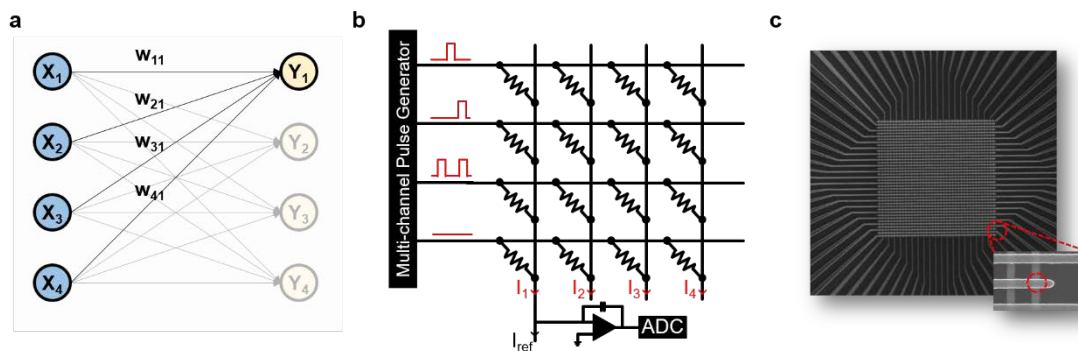 a
X1
X2
X3
X4
w11
w21
w31
w41
Y1
Y2
Y3
Y4
b
Multi-channel Pulse Generator
I1
I2
I3
I4
Iref
ADC
c